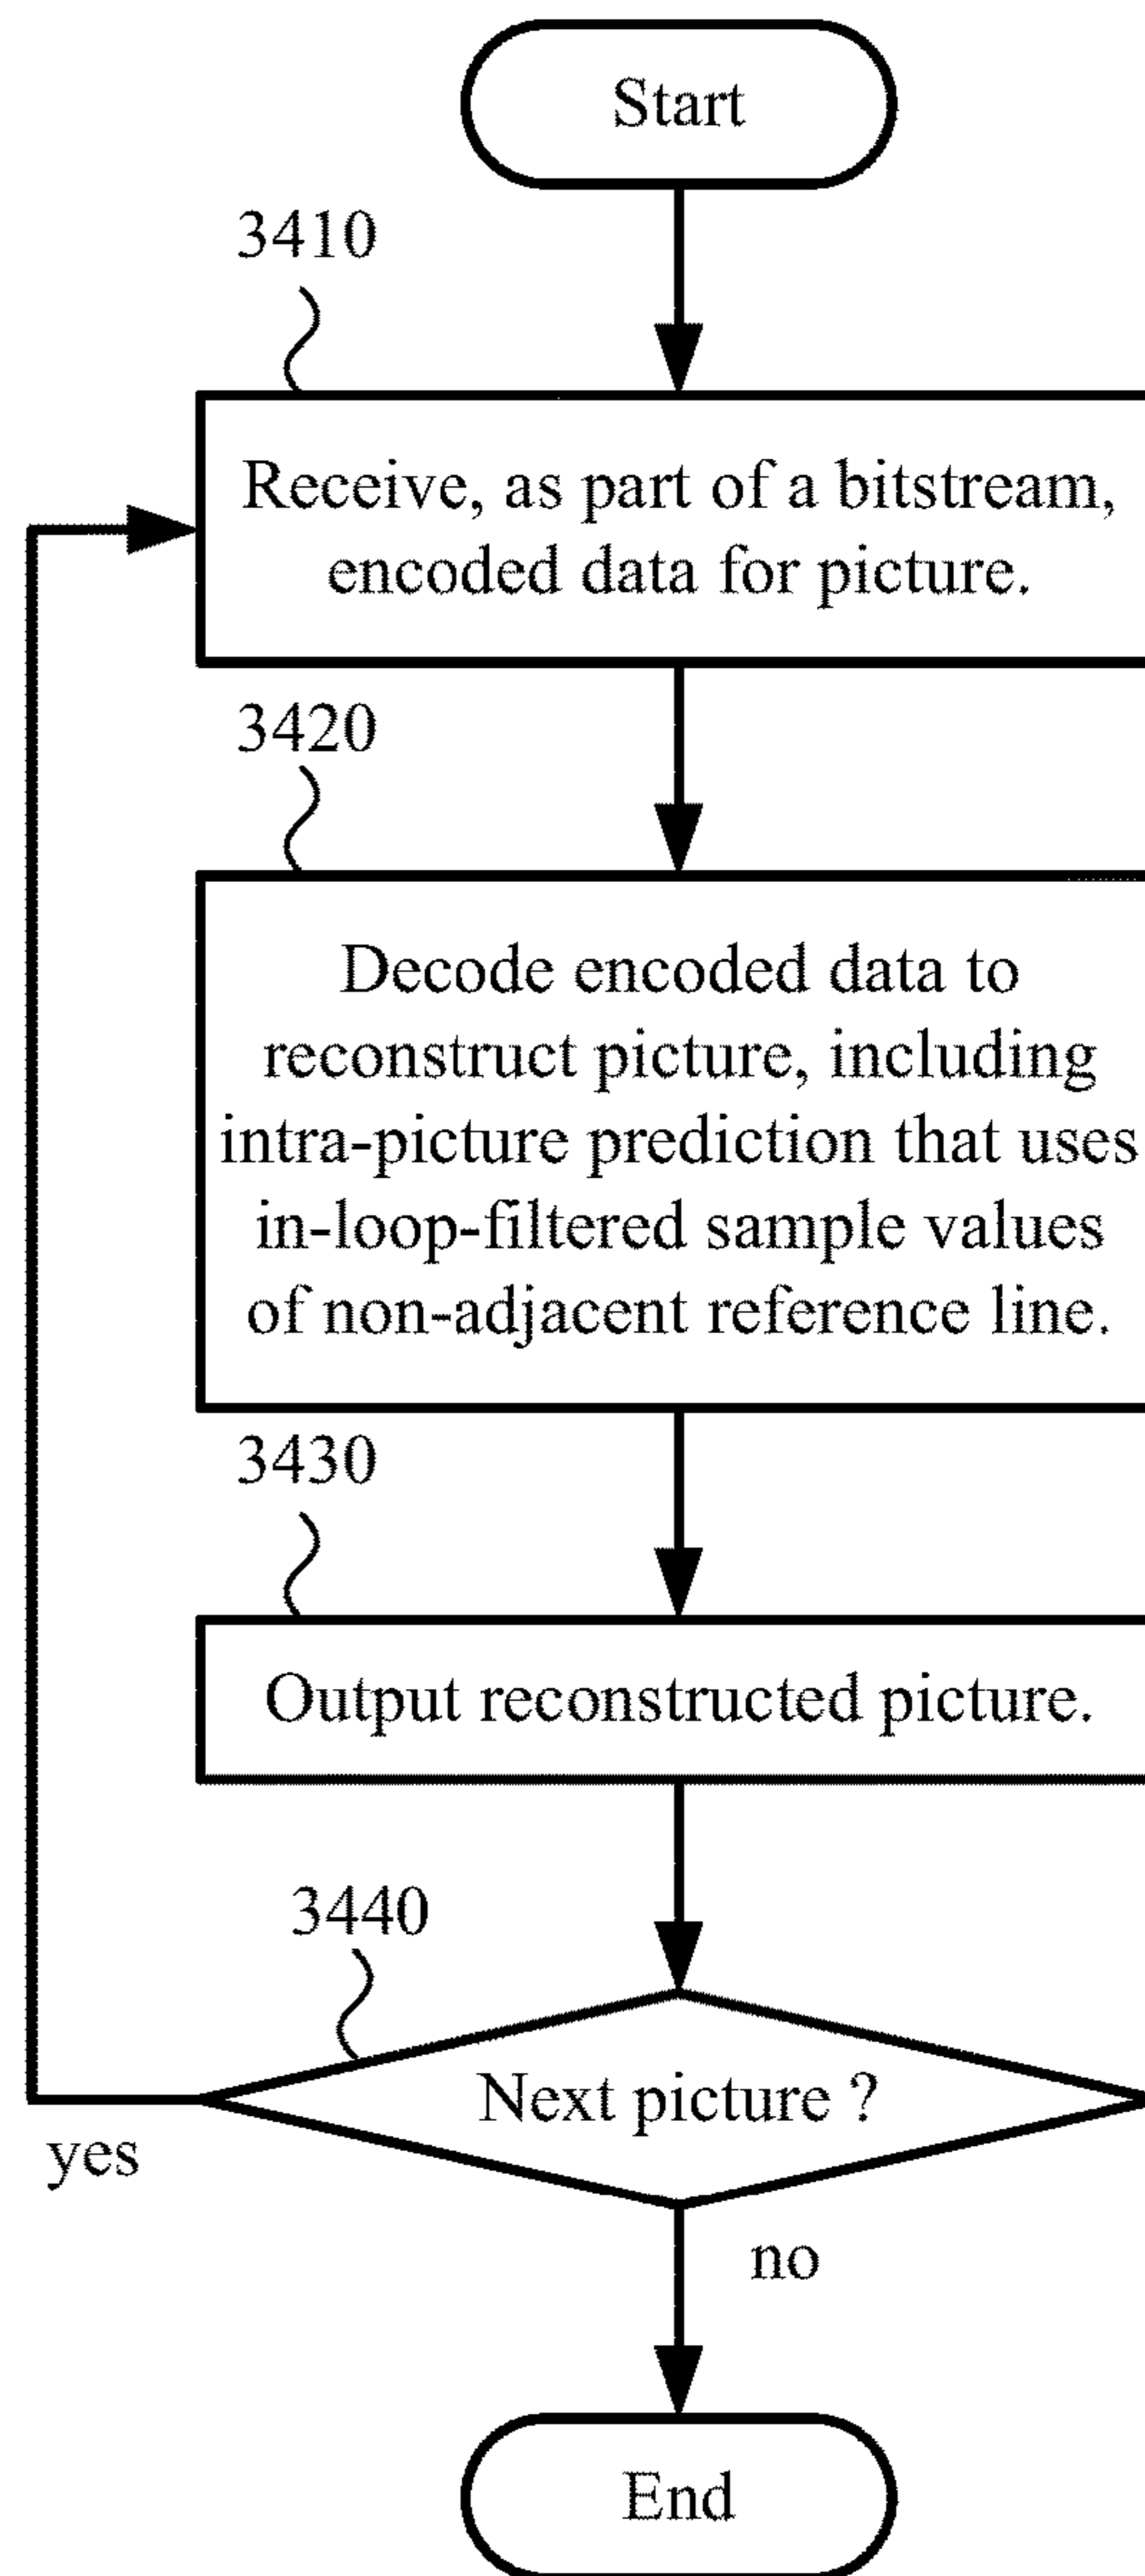 Start
3410
Receive, as part of a bitstream,
encoded data for picture.
3420
Decode encoded data to
reconstruct picture, including
intra-picture prediction that uses
in-loop-filtered sample values
of non-adjacent reference line.
3430
Output reconstructed picture.
3440
Next picture ?
yes
no
End